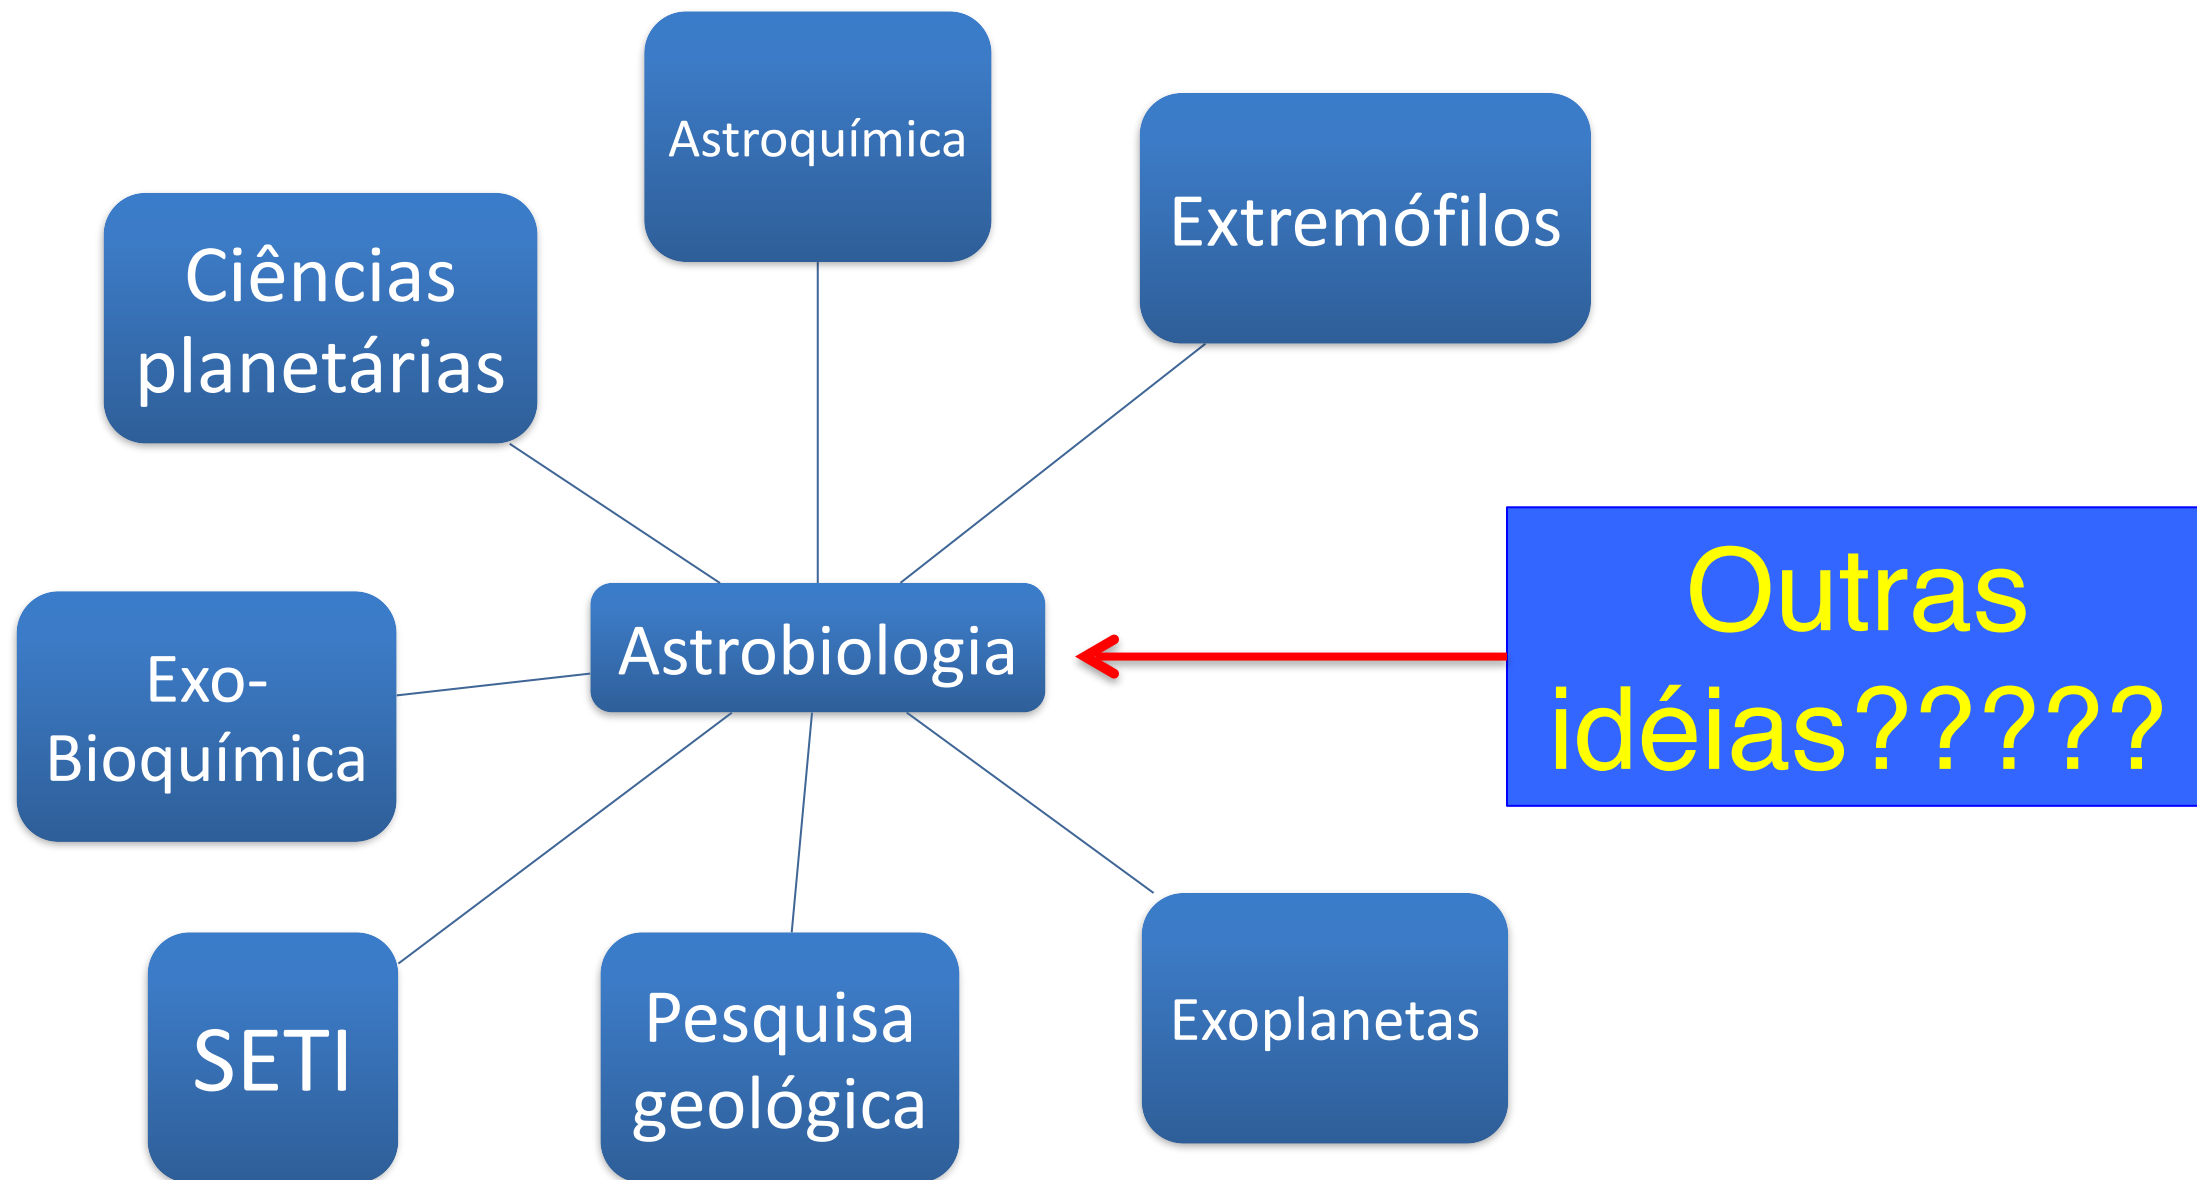 Astroquímica
Extremófilos
Ciências
planetárias
Outras
idéias?????
Astrobiologia
Exo-
Bioquímica
SETI
Pesquisa
geológica
Exoplanetas